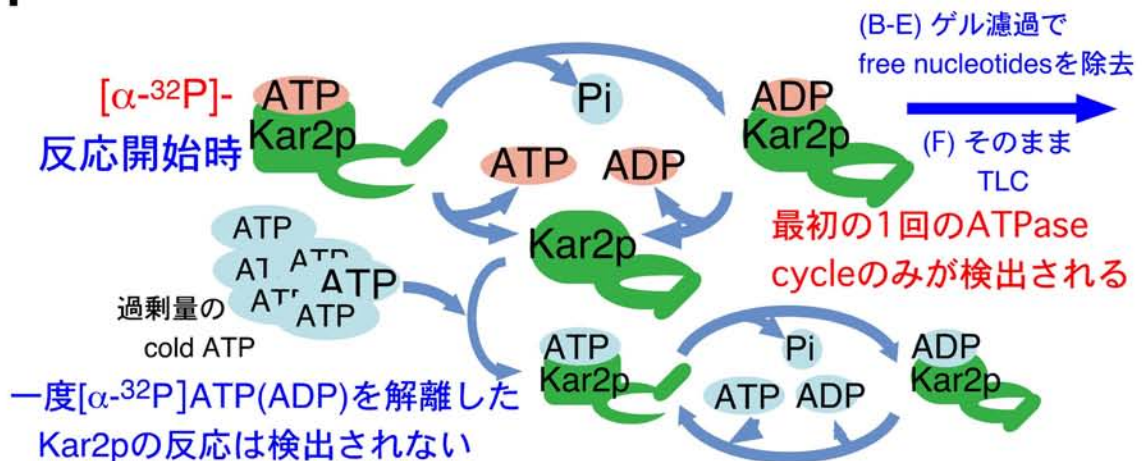 (B-E) ゲル濾過で
free nucleotidesを除去
[α-³²P]-
ATP
Kar2p
反応開始時
Pi
ADP
Kar2p
(F) そのまま
TLC
ATP
ADP
Kar2p
最初の1回のATPase
cycleのみが検出される
ATP
AT
ATP
ATP
AT
ATP
過剰量の
cold ATP
ATP
Kar2p
Pi
ATP
ADP
ADP
Kar2p
一度[α-³²P]ATP(ADP)を解離した
Kar2pの反応は検出されない